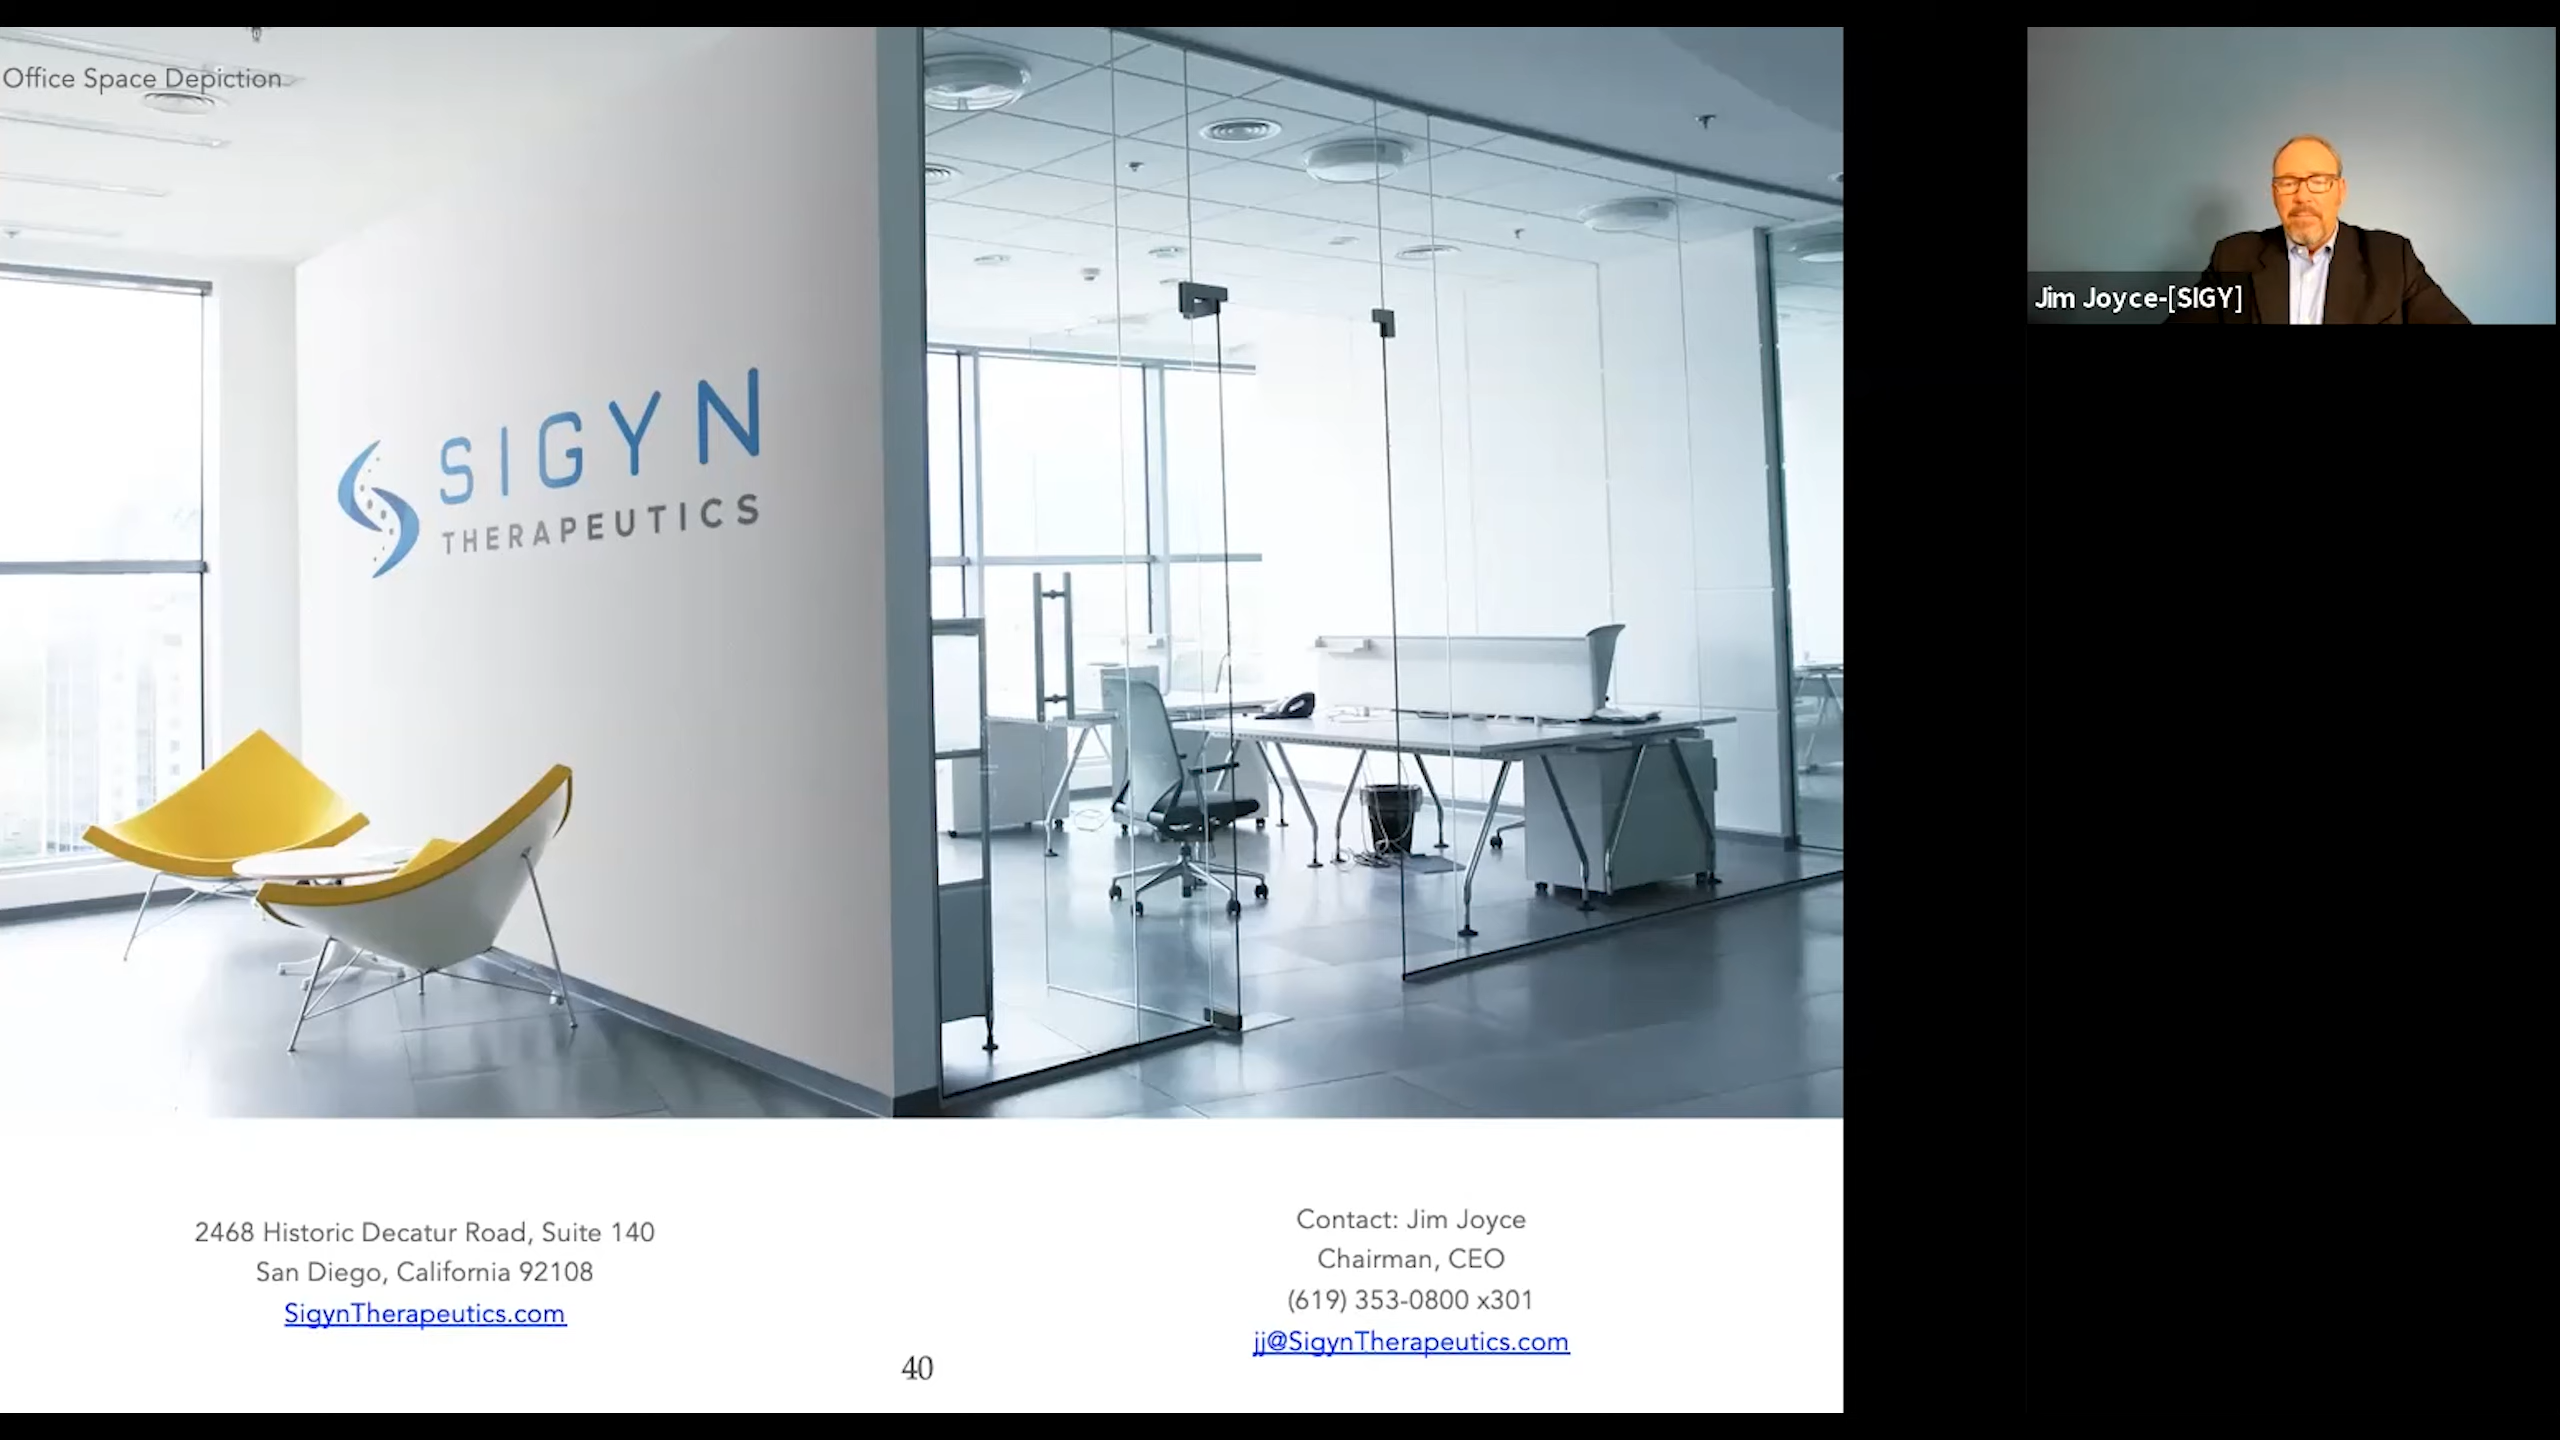 Office Space Depiction
SIGYN
THERAPEUTICS
Jim Joyce-[SIGY]
2468 Historic Decatur Road, Suite 140
San Diego, California 92108
SigynTherapeutics.com
Contact: Jim Joyce
Chairman, CEO
(619) 353-0800 x301
jj@SigynTherapeutics.com
40